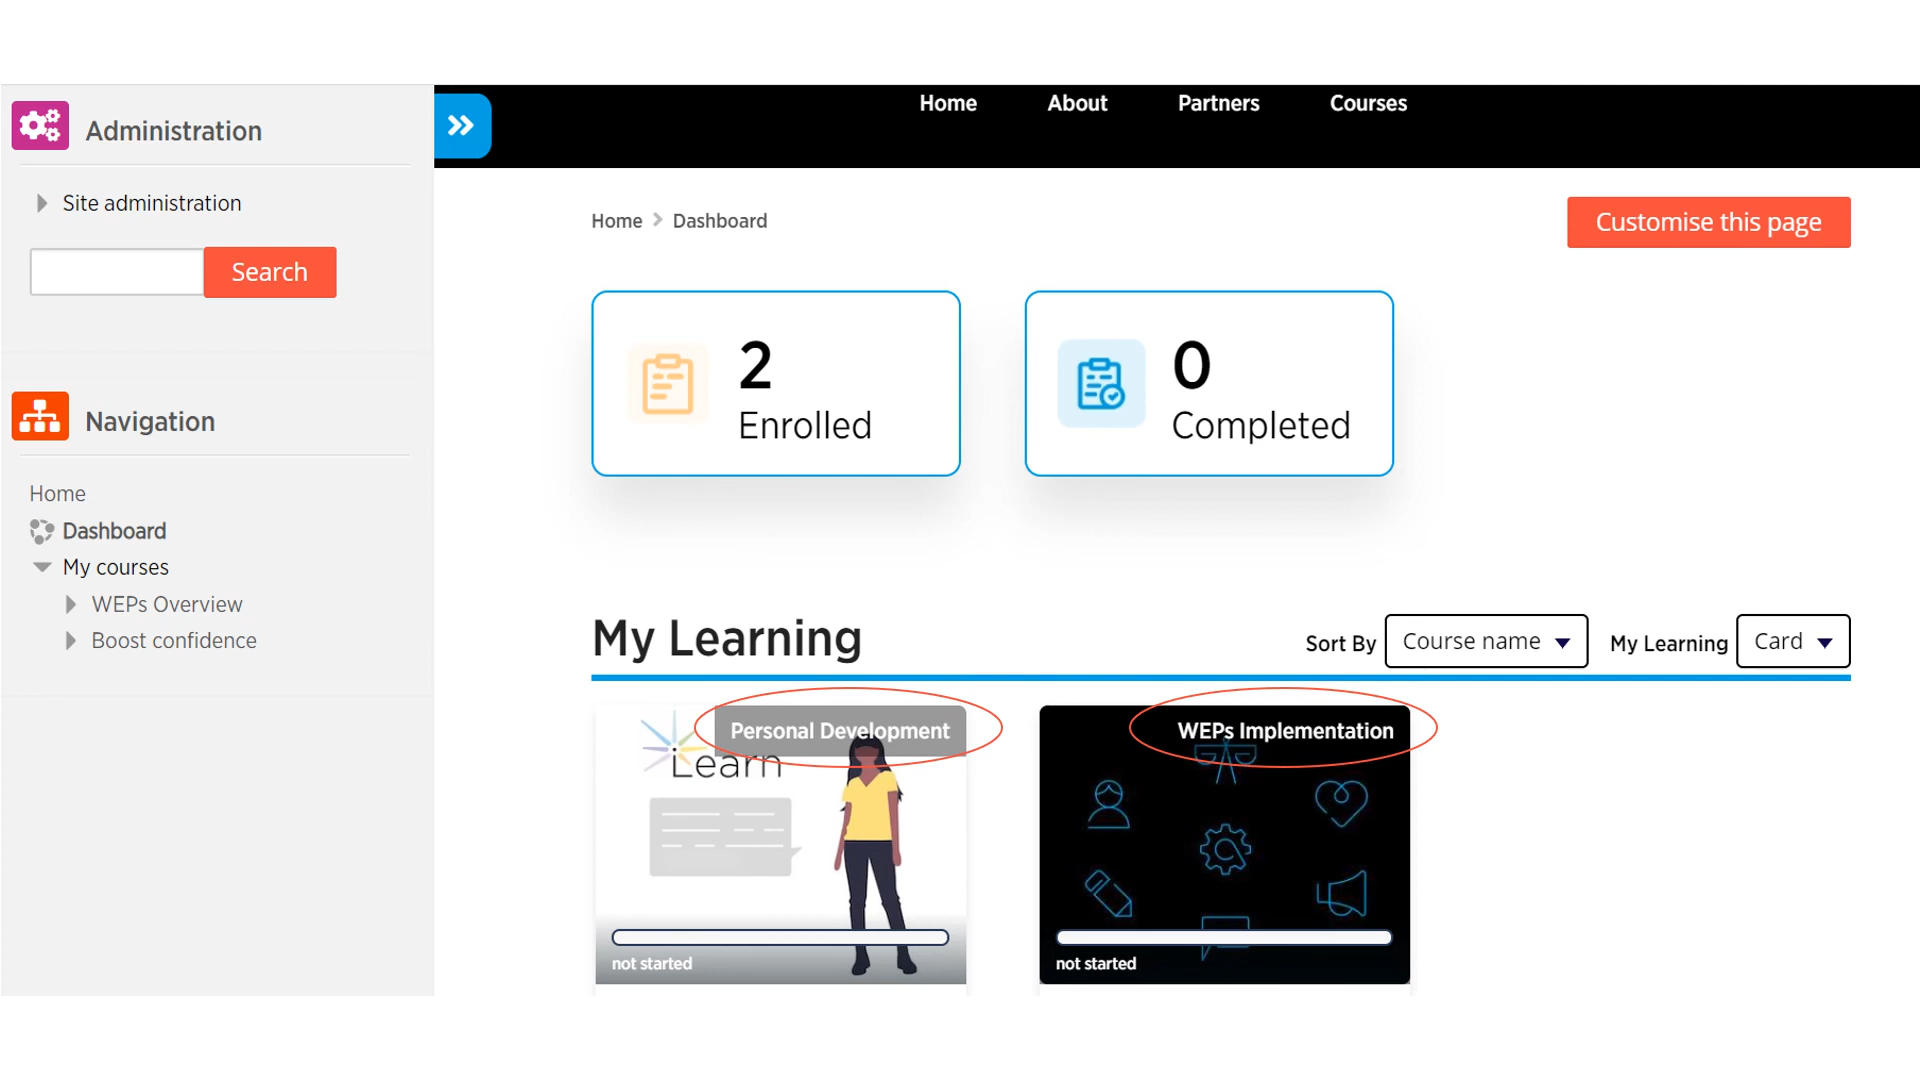 Administration
Site administration
Search
Navigation
Home
Dashboard
My courses
WEPs Overview
Boost confidence
Home About Partners Courses
Home Dashboard
Customise this page
2
Enrolled
0
Completed
My Learning
Sort By Course name My Learning Card
Personal Development
Learn
not started
WEPs Implementation
not started